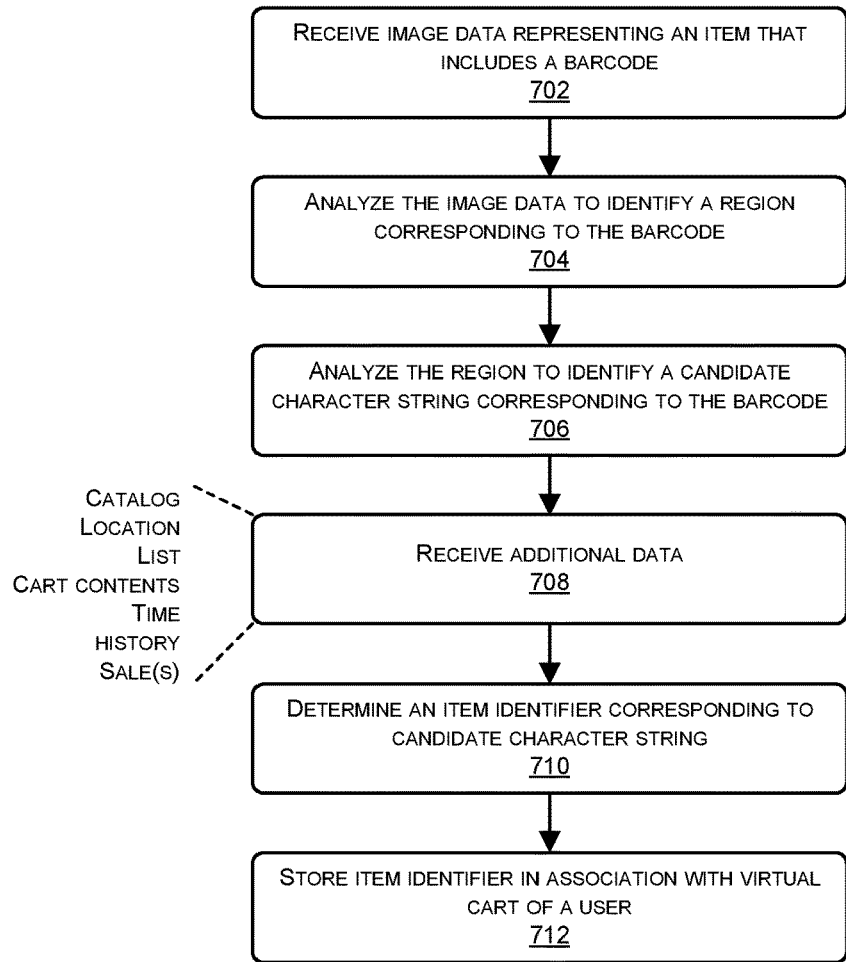 RECEIVE IMAGE DATA REPRESENTING AN ITEM THAT
INCLUDES A BARCODE
702
ANALYZE THE IMAGE DATA TO IDENTIFY A REGION
CORRESPONDING TO THE BARCODE
704
ANALYZE THE REGION TO IDENTIFY A CANDIDATE
CHARACTER STRING CORRESPONDING TO THE BARCODE
706
CATALOG
LOCATION
LIST
CART CONTENTS
TIME
HISTORY
SALE(S)
RECEIVE ADDITIONAL DATA
708
DETERMINE AN ITEM IDENTIFIER CORRESPONDING TO
CANDIDATE CHARACTER STRING
710
STORE ITEM IDENTIFIER IN ASSOCIATION WITH VIRTUAL
CART OF A USER
712